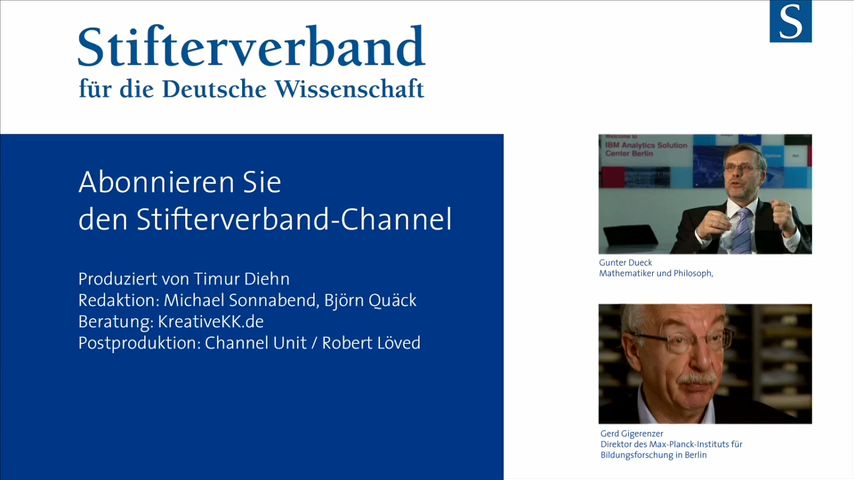 S
Stifterverband
für die Deutsche Wissenschaft
Abonnieren Sie
den Stifterverband-Channel
Produziert von Timur Diehn
Redaktion: Michael Sonnabend, Björn Quäck
Beratung: KreativeKK.de
Postproduktion: Channel Unit / Robert Löved
Welcome to
IBM Analytics Solution
Center Berlin
Gunter Dueck
Mathematiker und Philosoph,
Gerd Gigerenzer
Direktor des Max-Planck-Instituts für
Bildungsforschung in Berlin